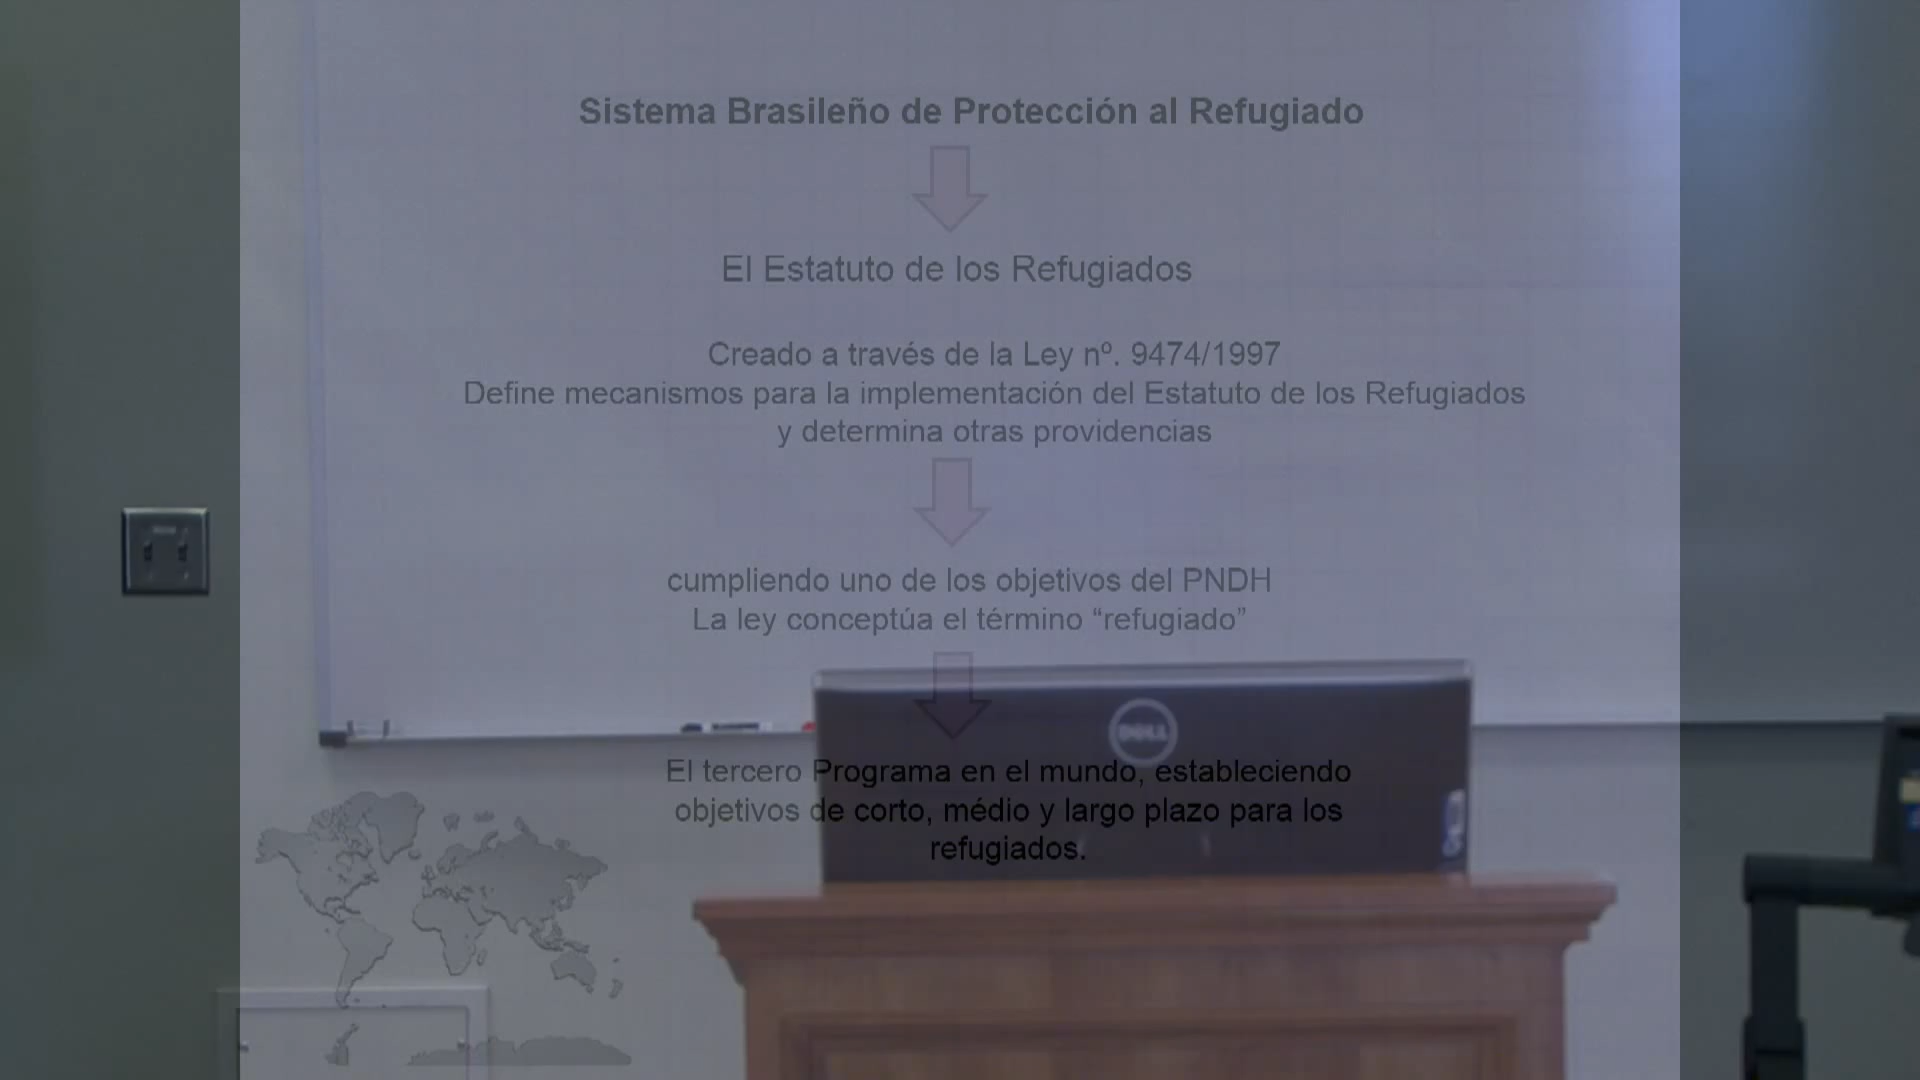 Sistema Brasileño de Protección al Refugiado
El Estatuto de los Refugiados
Creado a través de la Ley nº. 9474/1997
Define mecanismos para la implementación del Estatuto de los Refugiados
y determina otras providencias
cumpliendo uno de los objetivos del PNDH
La ley conceptúa el término “refugiado”
DELL
El tercero Programa en el mundo, estableciendo
objetivos de corto, médio y largo plazo para los
refugiados.